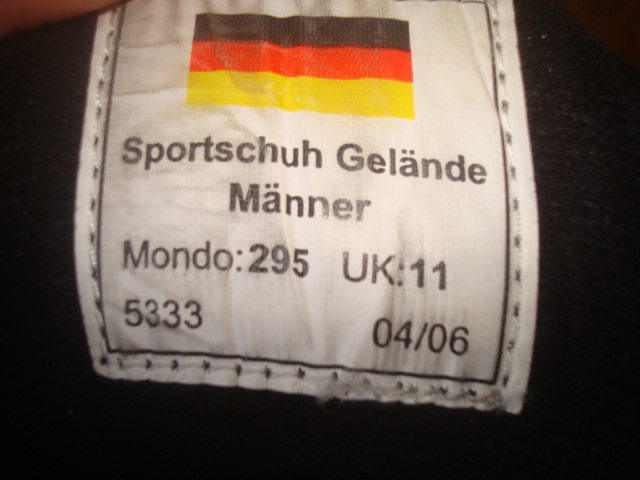 Sportschuh Gelände
Männer
Mondo: 295 UK: 11
5333 04/06